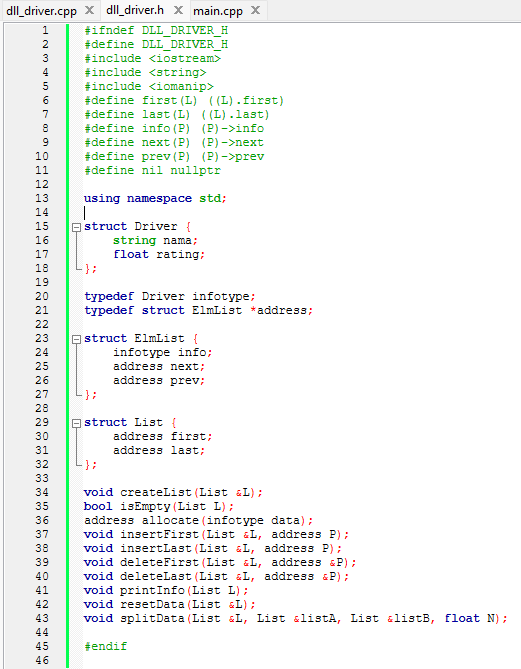 dll_driver.cpp × dll_driver.h × main.cpp ×
1 #ifndef DLL_DRIVER_H
2 #define DLL_DRIVER_H
3 #include <iostream>
4 #include <string>
5 #include <iomanip>
6 #define first(L) ((L).first)
7 #define last(L) ((L).last)
8 #define info(P) (P)->info
9 #define next(P) (P)->next
10 #define prev(P) (P)->prev
11 #define nil nullptr
12
13 using namespace std;
14
15 struct Driver {
16 string nama;
17 float rating;
18 };
19
20 typedef Driver infotype;
21 typedef struct ElmList *address;
22
23 struct ElmList {
24 infotype info;
25 address next;
26 address prev;
27 };
28
29 struct List {
30 address first;
31 address last;
32 };
33
34 void createList(List &L);
35 bool isEmpty(List L);
36 address allocate(infotype data);
37 void insertFirst(List &L, address P);
38 void insertLast(List &L, address P);
39 void deleteFirst(List &L, address &P);
40 void deleteLast(List &L, address &P);
41 void printInfo(List L);
42 void resetData(List &L);
43 void splitData(List &L, List &listA, List &listB, float N);
44
45 #endif
46